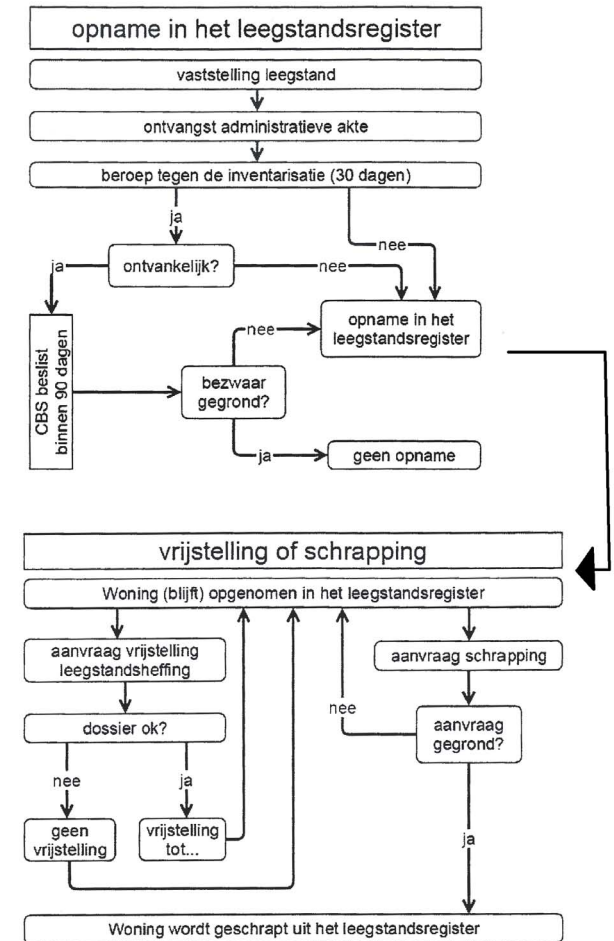 opname in het leegstandsregister
vaststelling leegstand
ontvangst administratieve akte
beroep tegen de inventarisatie (30 dagen)
ja
nee
ja
ontvankelijk?
nee
opname in het
leegstandsregister
nee
CBS beslist
binnen 90 dagen
bezwaar
gegrond?
ja
geen opname
vrijstelling of schrapping
Woning (blijft) opgenomen in het leegstandsregister
aanvraag vrijstelling
leegstandsheffing
aanvraag schrapping
dossier ok?
nee
aanvraag
gegrond?
nee
ja
geen
vrijstelling
vrijstelling
tot...
ja
Woning wordt geschrapt uit het leegstandsregister